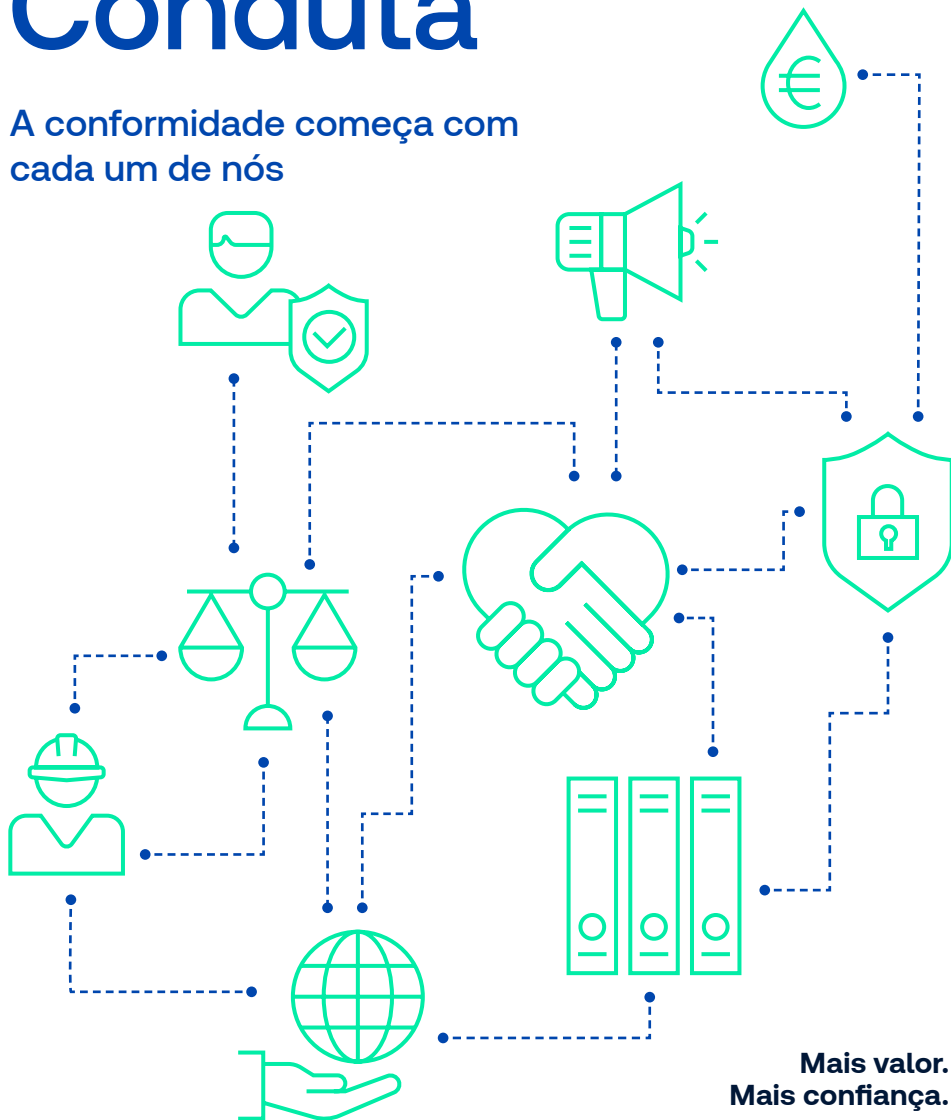 Conduta
A conformidade começa com
cada um de nós
Mais valor.
Mais confiança.